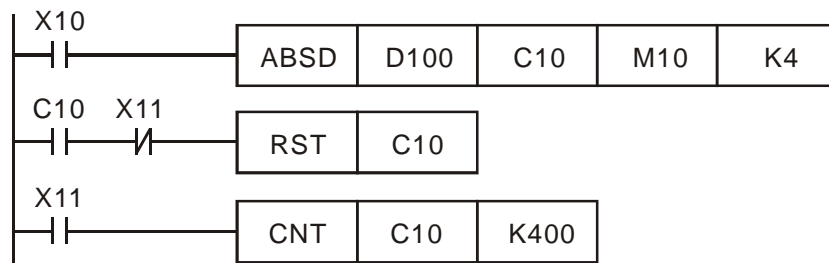 X10
ABSD D100 C10 M10 K4
C10 X11
RST C10
X11
CNT C10 K400